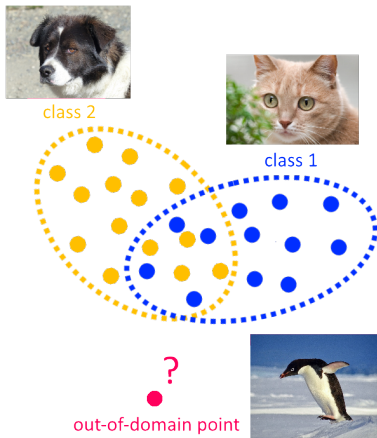 class 2
class 1
?
out-of-domain point